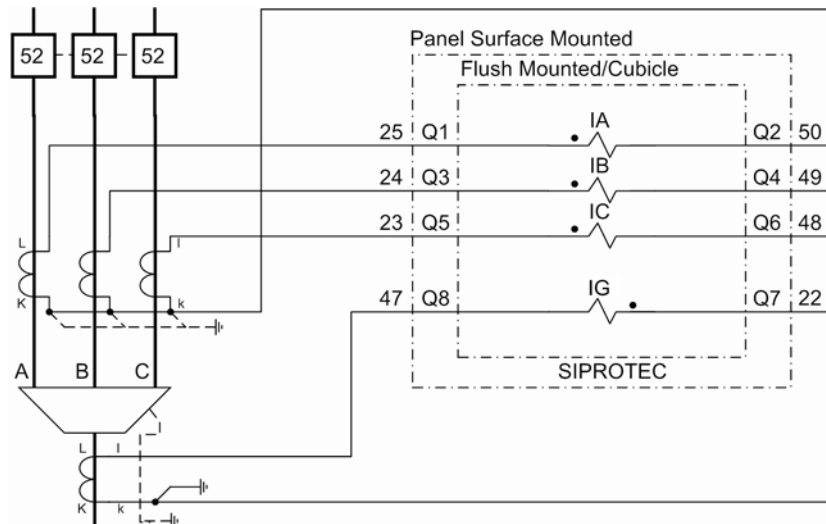 52 52 52
Panel Surface Mounted
Flush Mounted/Cubicle
25 Q1 IA Q2 50
24 Q3 IB Q4 49
23 Q5 IC Q6 48
L l
K k
47 Q8 IG Q7 22
A B C
SIPROTEC
L l
K k